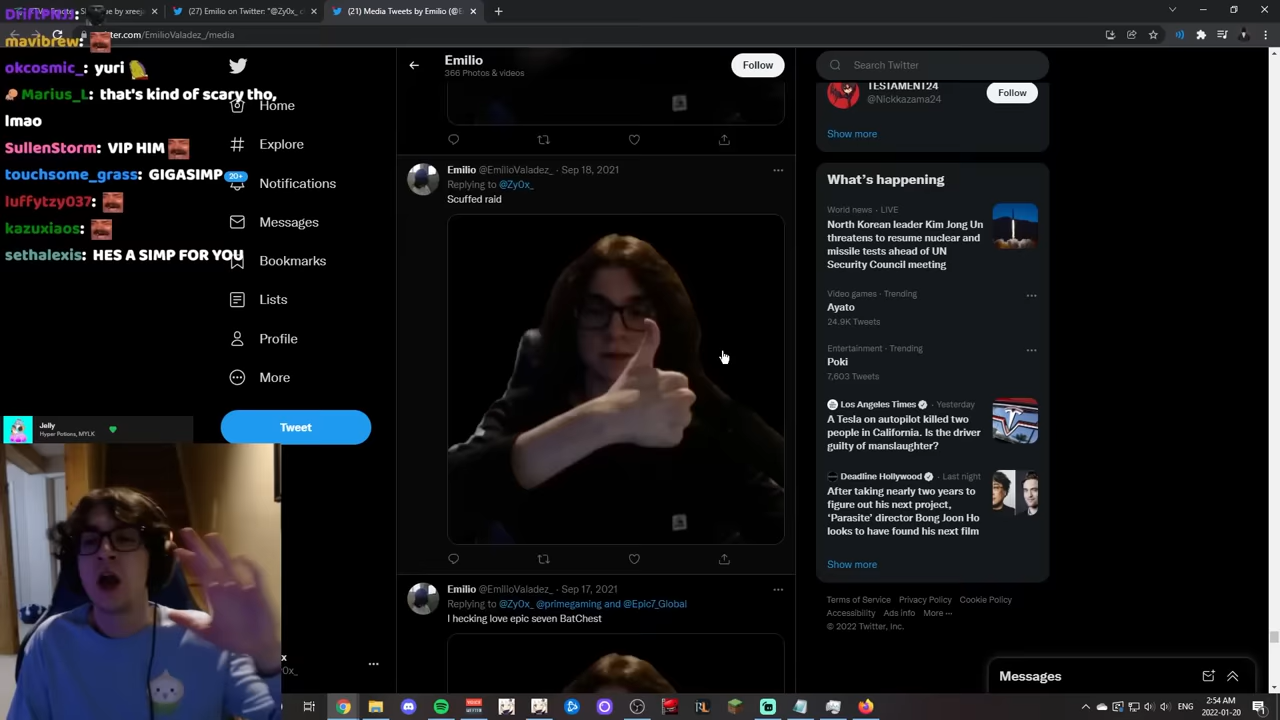 (27) Emilio on Twitter: "@Zy0x_
(21) Media Tweets by Emilio (@E
ter.com/EmilioValadez_/media
mavibrew:
okcosmic_: yuri
Marius_L: that's kind of scary tho,
lmao
SullenStorm: VIP HIM
touchsome_grass: GIGASIMP
luffytzy037:
kazuxiaos:
sethalexis: HES A SIMP FOR YOU
Home
Explore
20+
Notifications
Messages
Bookmarks
Lists
Profile
More
Tweet
Jelly
Hyper Potions, MYLK
Emilio
366 Photos & videos
Follow
Emilio @EmilioValadez_ · Sep 18, 2021
Replying to @Zy0x_
Scuffed raid
Emilio @EmilioValadez_ · Sep 17, 2021
Replying to @Zy0x_ @primegaming and @Epic7_Global
I hecking love epic seven BatChest
Search Twitter
TESTAMENT24
@NIckkazama24
Follow
Show more
What's happening
World news · LIVE
North Korean leader Kim Jong Un
threatens to resume nuclear and
missile tests ahead of UN
Security Council meeting
Video games · Trending
Ayato
24.9K Tweets
Entertainment · Trending
Poki
7,603 Tweets
Los Angeles Times · Yesterday
A Tesla on autopilot killed two
people in California. Is the driver
guilty of manslaughter?
Deadline Hollywood · Last night
After taking nearly two years to
figure out his next project,
'Parasite' director Bong Joon Ho
looks to have found his next film
Show more
Terms of Service Privacy Policy Cookie Policy
Accessibility Ads info More ···
© 2022 Twitter, Inc.
Messages
ENG
2:54 AM
2022-01-20